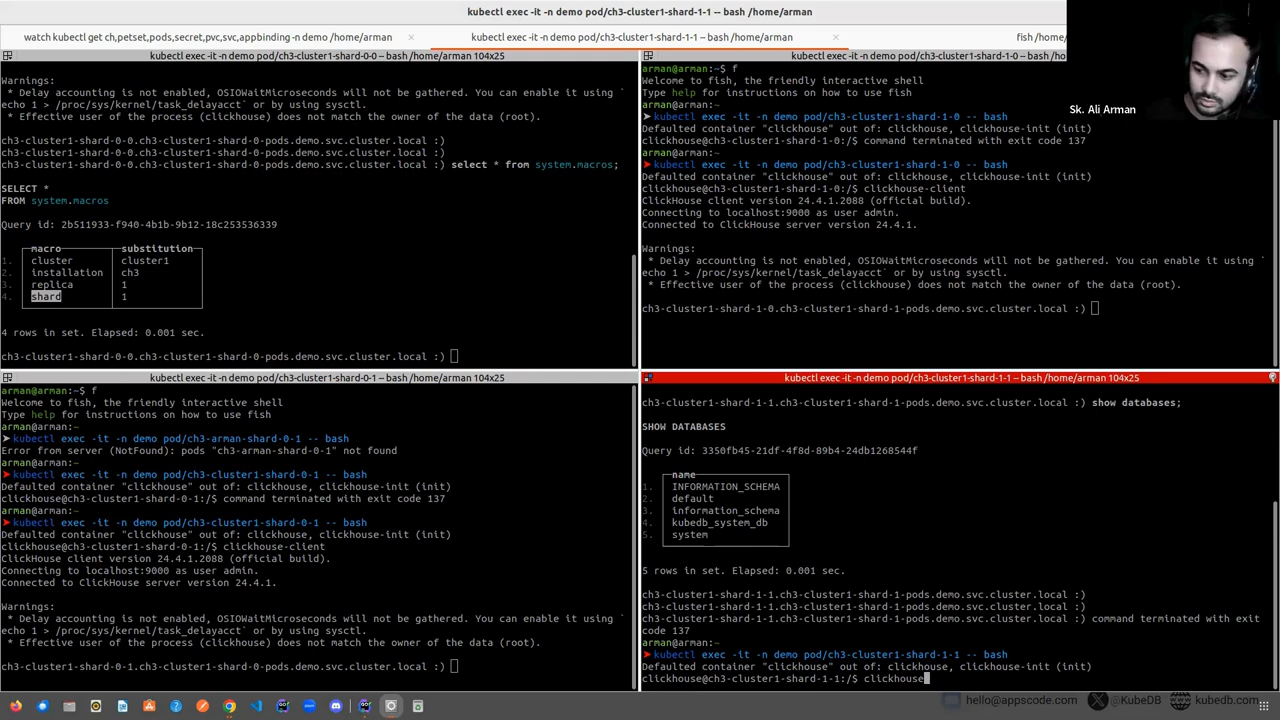 kubectl exec -it -n demo pod/ch3-cluster1-shard-1-1 -- bash /home/arman
watch kubectl get ch,petset,pods,secret,pvc,svc,appbinding -n demo /home/arman
×
kubectl exec -it -n demo pod/ch3-cluster1-shard-1-1 -- bash /home/arman
×
fish /home/
kubectl exec -it -n demo pod/ch3-cluster1-shard-0-0 -- bash /home/arman 104x25
Warnings:
* Delay accounting is not enabled, OSIOWaitMicroseconds will not be gathered. You can enable it using `
echo 1 > /proc/sys/kernel/task_delayacct` or by using sysctl.
* Effective user of the process (clickhouse) does not match the owner of the data (root).
ch3-cluster1-shard-0-0.ch3-cluster1-shard-0-pods.demo.svc.cluster.local :)
ch3-cluster1-shard-0-0.ch3-cluster1-shard-0-pods.demo.svc.cluster.local :)
ch3-cluster1-shard-0-0.ch3-cluster1-shard-0-pods.demo.svc.cluster.local :) select * from system.macros;
SELECT *
FROM system.macros
Query id: 2b511933-f940-4b1b-9b12-18c253536339
macro substitution
1. cluster cluster1
2. installation ch3
3. replica 1
4. shard 1
4 rows in set. Elapsed: 0.001 sec.
ch3-cluster1-shard-0-0.ch3-cluster1-shard-0-pods.demo.svc.cluster.local :)
kubectl exec -it -n demo pod/ch3-cluster1-shard-1-0 -- bash /home/arman 104x25
arman@arman:~$ f
Welcome to fish, the friendly interactive shell
Type help for instructions on how to use fish
arman@arman:~
➤ kubectl exec -it -n demo pod/ch3-cluster1-shard-1-0 -- bash
Defaulted container "clickhouse" out of: clickhouse, clickhouse-init (init)
clickhouse@ch3-cluster1-shard-1-0:/$ command terminated with exit code 137
arman@arman:~
➤ kubectl exec -it -n demo pod/ch3-cluster1-shard-1-0 -- bash
Defaulted container "clickhouse" out of: clickhouse, clickhouse-init (init)
clickhouse@ch3-cluster1-shard-1-0:/$ clickhouse-client
ClickHouse client version 24.4.1.2088 (official build).
Connecting to localhost:9000 as user admin.
Connected to ClickHouse server version 24.4.1.
Warnings:
* Delay accounting is not enabled, OSIOWaitMicroseconds will not be gathered. You can enable it using `
echo 1 > /proc/sys/kernel/task_delayacct` or by using sysctl.
* Effective user of the process (clickhouse) does not match the owner of the data (root).
ch3-cluster1-shard-1-0.ch3-cluster1-shard-1-pods.demo.svc.cluster.local :)
Sk. Ali Arman
kubectl exec -it -n demo pod/ch3-cluster1-shard-0-1 -- bash /home/arman 104x25
arman@arman:~$ f
Welcome to fish, the friendly interactive shell
Type help for instructions on how to use fish
arman@arman:~
➤ kubectl exec -it -n demo pod/ch3-arman-shard-0-1 -- bash
Error from server (NotFound): pods "ch3-arman-shard-0-1" not found
arman@arman:~
➤ kubectl exec -it -n demo pod/ch3-cluster1-shard-0-1 -- bash
Defaulted container "clickhouse" out of: clickhouse, clickhouse-init (init)
clickhouse@ch3-cluster1-shard-0-1:/$ command terminated with exit code 137
arman@arman:~
➤ kubectl exec -it -n demo pod/ch3-cluster1-shard-0-1 -- bash
Defaulted container "clickhouse" out of: clickhouse, clickhouse-init (init)
clickhouse@ch3-cluster1-shard-0-1:/$ clickhouse-client
ClickHouse client version 24.4.1.2088 (official build).
Connecting to localhost:9000 as user admin.
Connected to ClickHouse server version 24.4.1.
Warnings:
* Delay accounting is not enabled, OSIOWaitMicroseconds will not be gathered. You can enable it using `
echo 1 > /proc/sys/kernel/task_delayacct` or by using sysctl.
* Effective user of the process (clickhouse) does not match the owner of the data (root).
ch3-cluster1-shard-0-1.ch3-cluster1-shard-0-pods.demo.svc.cluster.local :)
kubectl exec -it -n demo pod/ch3-cluster1-shard-1-1 -- bash /home/arman 104x25
ch3-cluster1-shard-1-1.ch3-cluster1-shard-1-pods.demo.svc.cluster.local :) show databases;
SHOW DATABASES
Query id: 3350fb45-21df-4f8d-89b4-24db1268544f
name
1. INFORMATION_SCHEMA
2. default
3. information_schema
4. kubedb_system_db
5. system
5 rows in set. Elapsed: 0.001 sec.
ch3-cluster1-shard-1-1.ch3-cluster1-shard-1-pods.demo.svc.cluster.local :)
ch3-cluster1-shard-1-1.ch3-cluster1-shard-1-pods.demo.svc.cluster.local :)
ch3-cluster1-shard-1-1.ch3-cluster1-shard-1-pods.demo.svc.cluster.local :) command terminated with exit
code 137
arman@arman:~
➤ kubectl exec -it -n demo pod/ch3-cluster1-shard-1-1 -- bash
Defaulted container "clickhouse" out of: clickhouse, clickhouse-init (init)
clickhouse@ch3-cluster1-shard-1-1:/$ clickhouse
hello@appscode.com @KubeDB kubedb.com